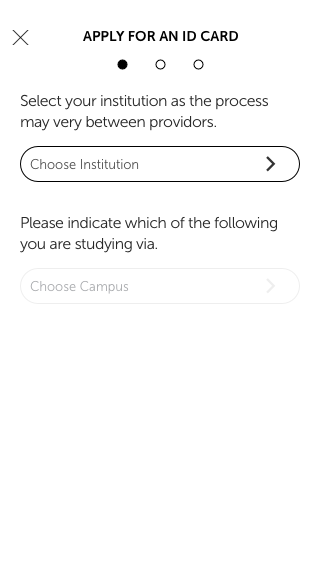 APPLY FOR AN ID CARD
Select your institution as the process
may very between providors.
Choose Institution
Please indicate which of the following
you are studying via.
Choose Campus